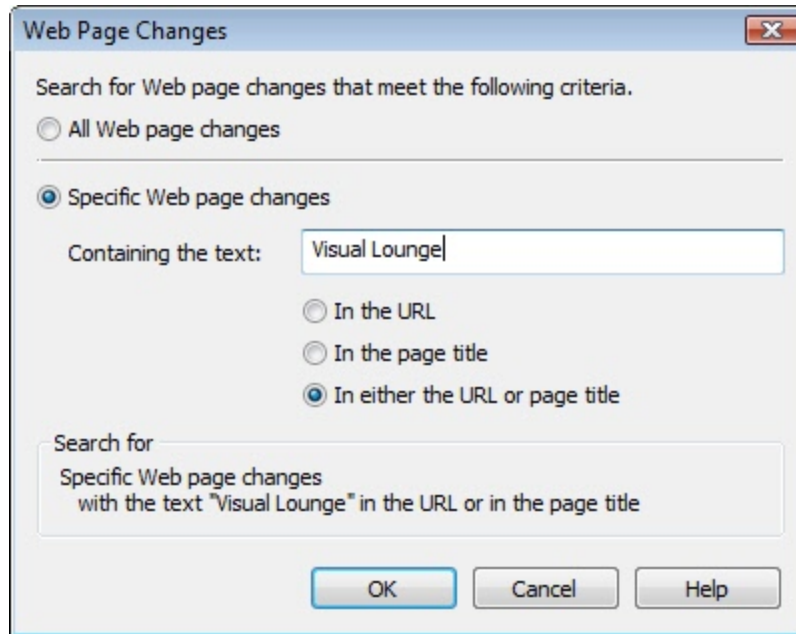 Web Page Changes
Search for Web page changes that meet the following criteria.
All Web page changes
Specific Web page changes
Containing the text: Visual Lounge
In the URL
In the page title
In either the URL or page title
Search for
Specific Web page changes
with the text "Visual Lounge" in the URL or in the page title
OK Cancel Help